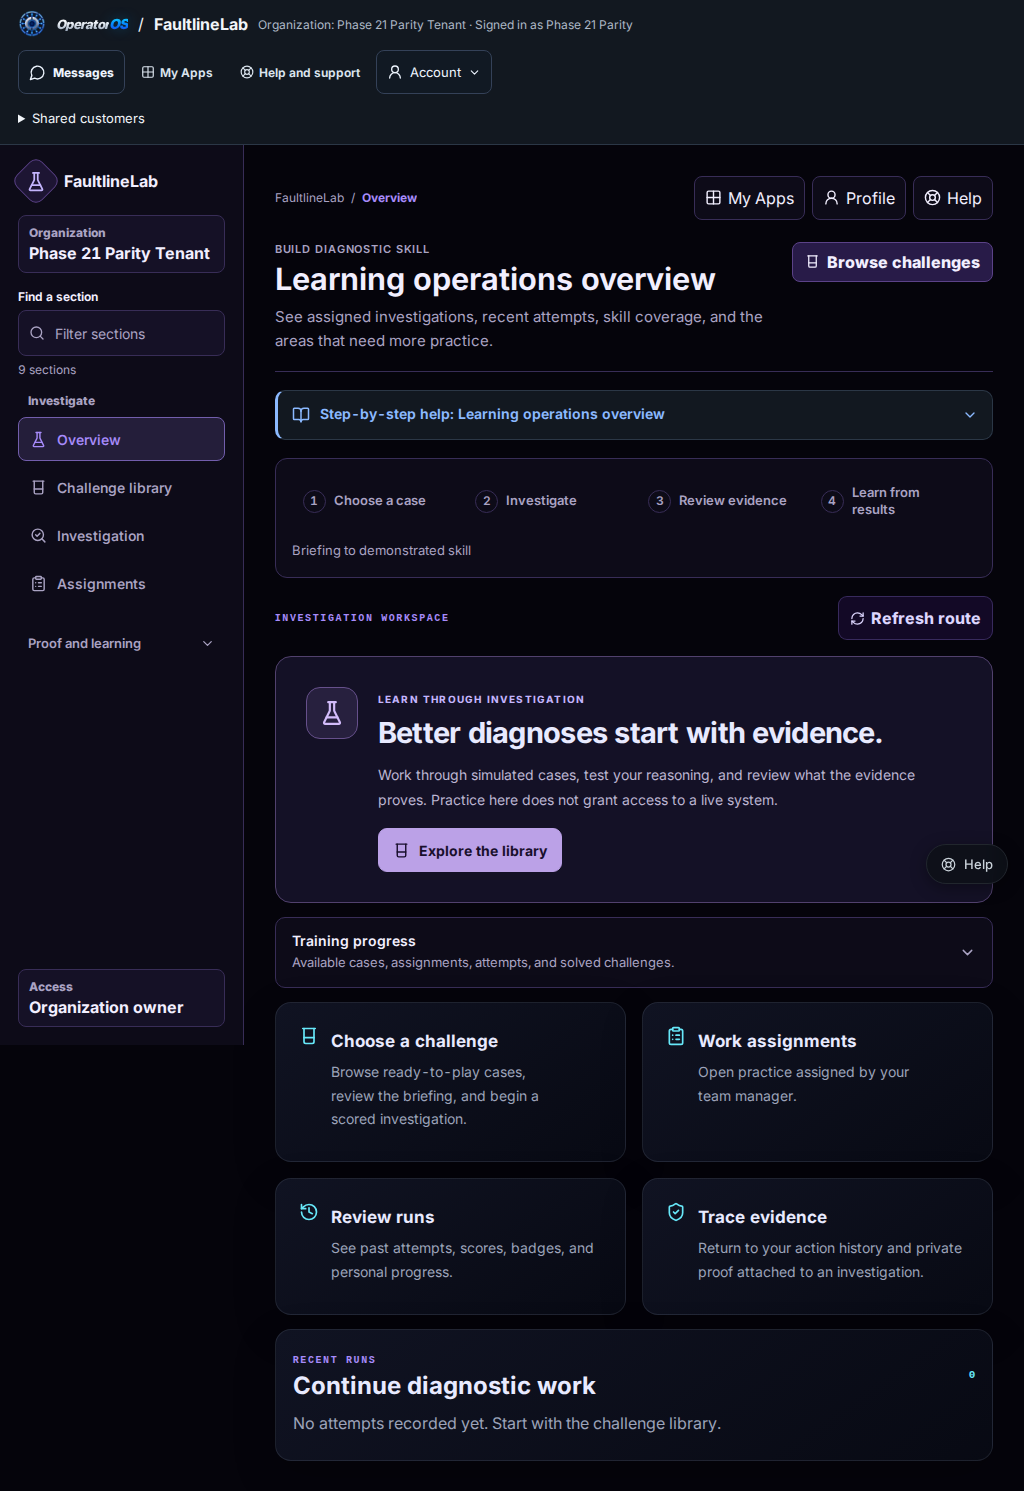 OperatorOS / FaultlineLab Organization: Phase 21 Parity Tenant · Signed in as Phase 21 Parity
Messages My Apps Help and support Account
Shared customers
FaultlineLab
Organization
Phase 21 Parity Tenant
Find a section
Filter sections
9 sections
Investigate
Overview
Challenge library
Investigation
Assignments
Proof and learning
Access
Organization owner
FaultlineLab / Overview
My Apps Profile Help
BUILD DIAGNOSTIC SKILL
Learning operations overview
Browse challenges
See assigned investigations, recent attempts, skill coverage, and the
areas that need more practice.
Step-by-step help: Learning operations overview
1 Choose a case 2 Investigate 3 Review evidence 4 Learn from
results
Briefing to demonstrated skill
INVESTIGATION WORKSPACE
Refresh route
LEARN THROUGH INVESTIGATION
Better diagnoses start with evidence.
Work through simulated cases, test your reasoning, and review what the evidence
proves. Practice here does not grant access to a live system.
Explore the library
Help
Training progress
Available cases, assignments, attempts, and solved challenges.
Choose a challenge
Browse ready-to-play cases,
review the briefing, and begin a
scored investigation.
Work assignments
Open practice assigned by your
team manager.
Review runs
See past attempts, scores, badges, and
personal progress.
Trace evidence
Return to your action history and private
proof attached to an investigation.
RECENT RUNS
Continue diagnostic work
0
No attempts recorded yet. Start with the challenge library.